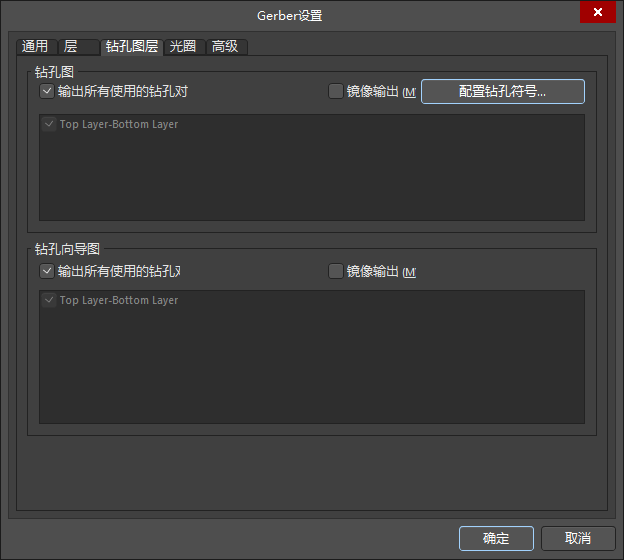 Gerber设置
通用 层 钻孔图层 光圈 高级
钻孔图
输出所有使用的钻孔对 镜像输出 (M 配置钻孔符号...
Top Layer-Bottom Layer
钻孔向导图
输出所有使用的钻孔 镜像输出 (M
Top Layer-Bottom Layer
确定 取消